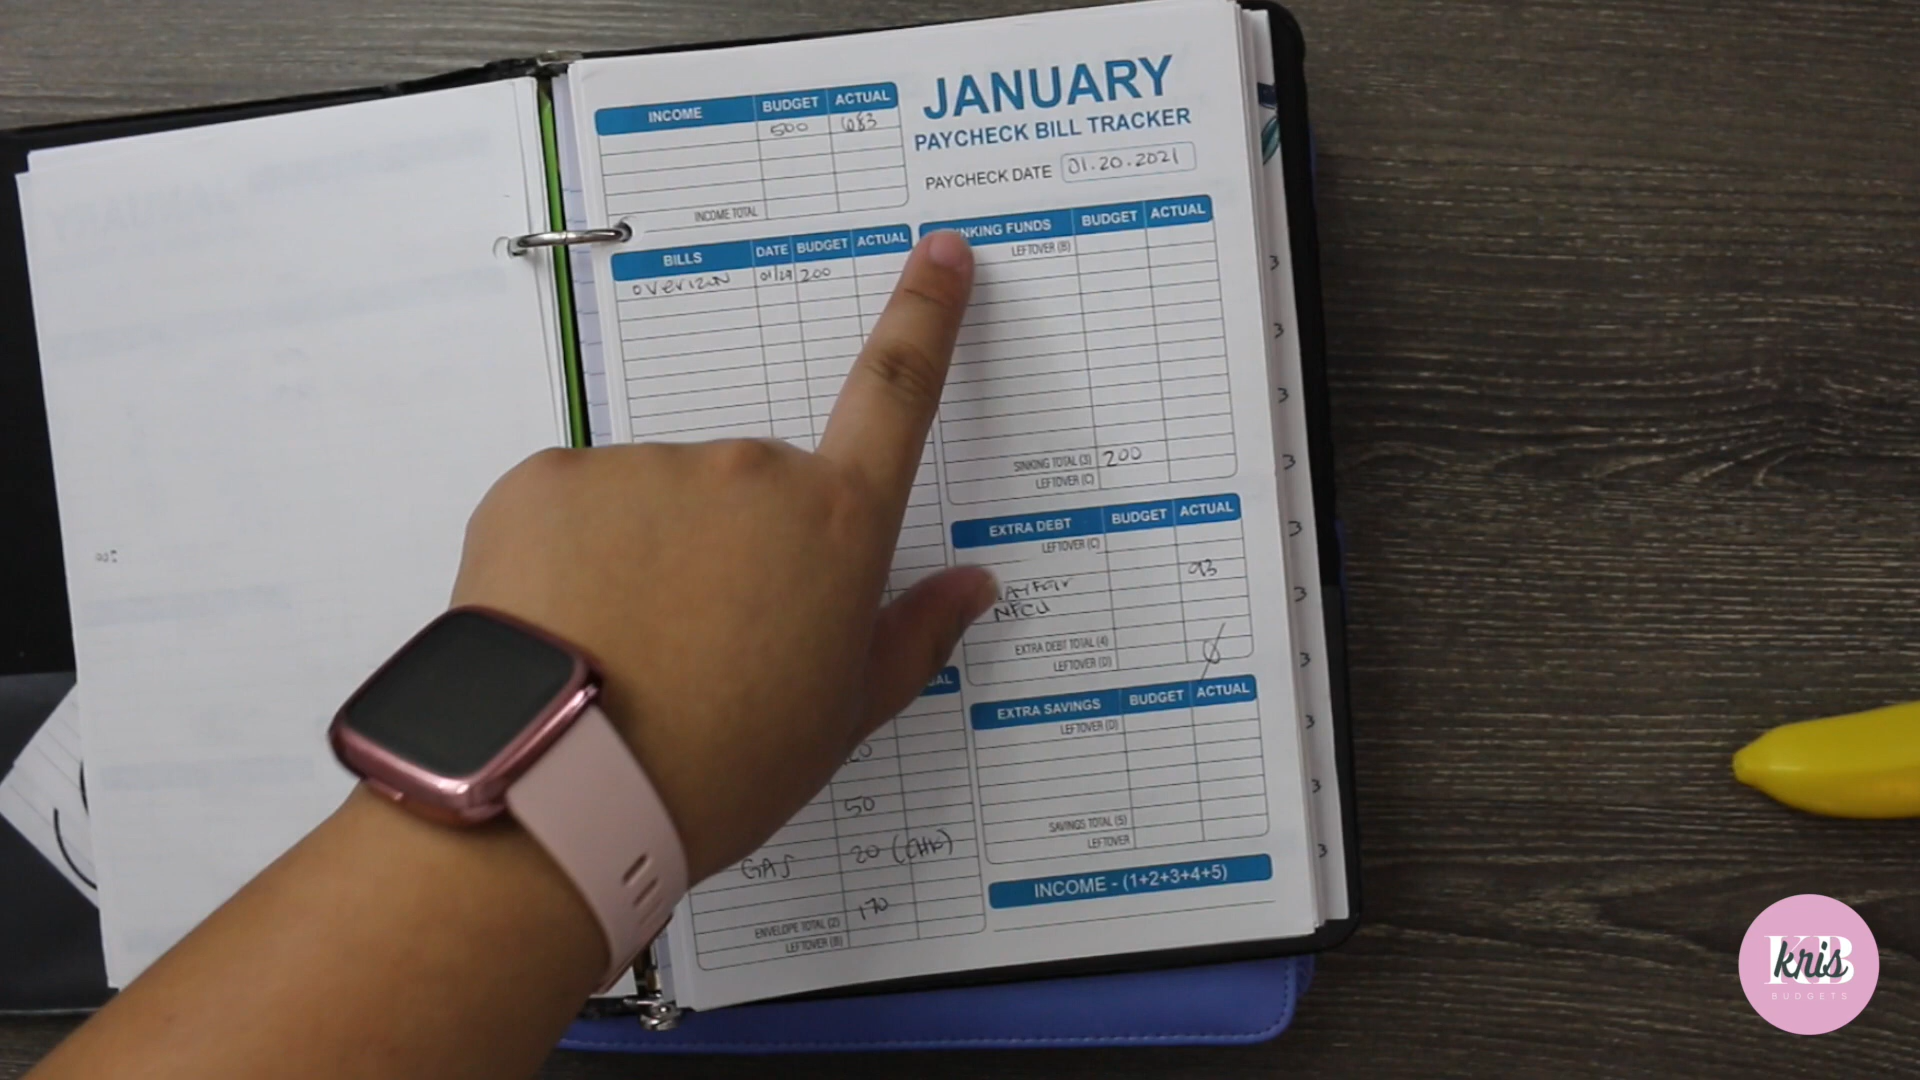 JANUARY
PAYCHECK BILL TRACKER
PAYCHECK DATE 01.20.2021
INCOME BUDGET ACTUAL
500 683
INCOME TOTAL
BILLS DATE BUDGET ACTUAL
o Verizon 01/29 200
SINKING FUNDS BUDGET ACTUAL
LEFTOVER (B)
SINKING TOTAL (3) 200
LEFTOVER (C)
EXTRA DEBT BUDGET ACTUAL
LEFTOVER (C)
93
NFCU
EXTRA DEBT TOTAL (4)
LEFTOVER (D)
EXTRA SAVINGS BUDGET ACTUAL
LEFTOVER (D)
SAVINGS TOTAL (5)
LEFTOVER
50
GAS 20
ENVELOPE TOTAL (2) 170
LEFTOVER (B)
INCOME - (1+2+3+4+5)
KB
kris
BUDGETS